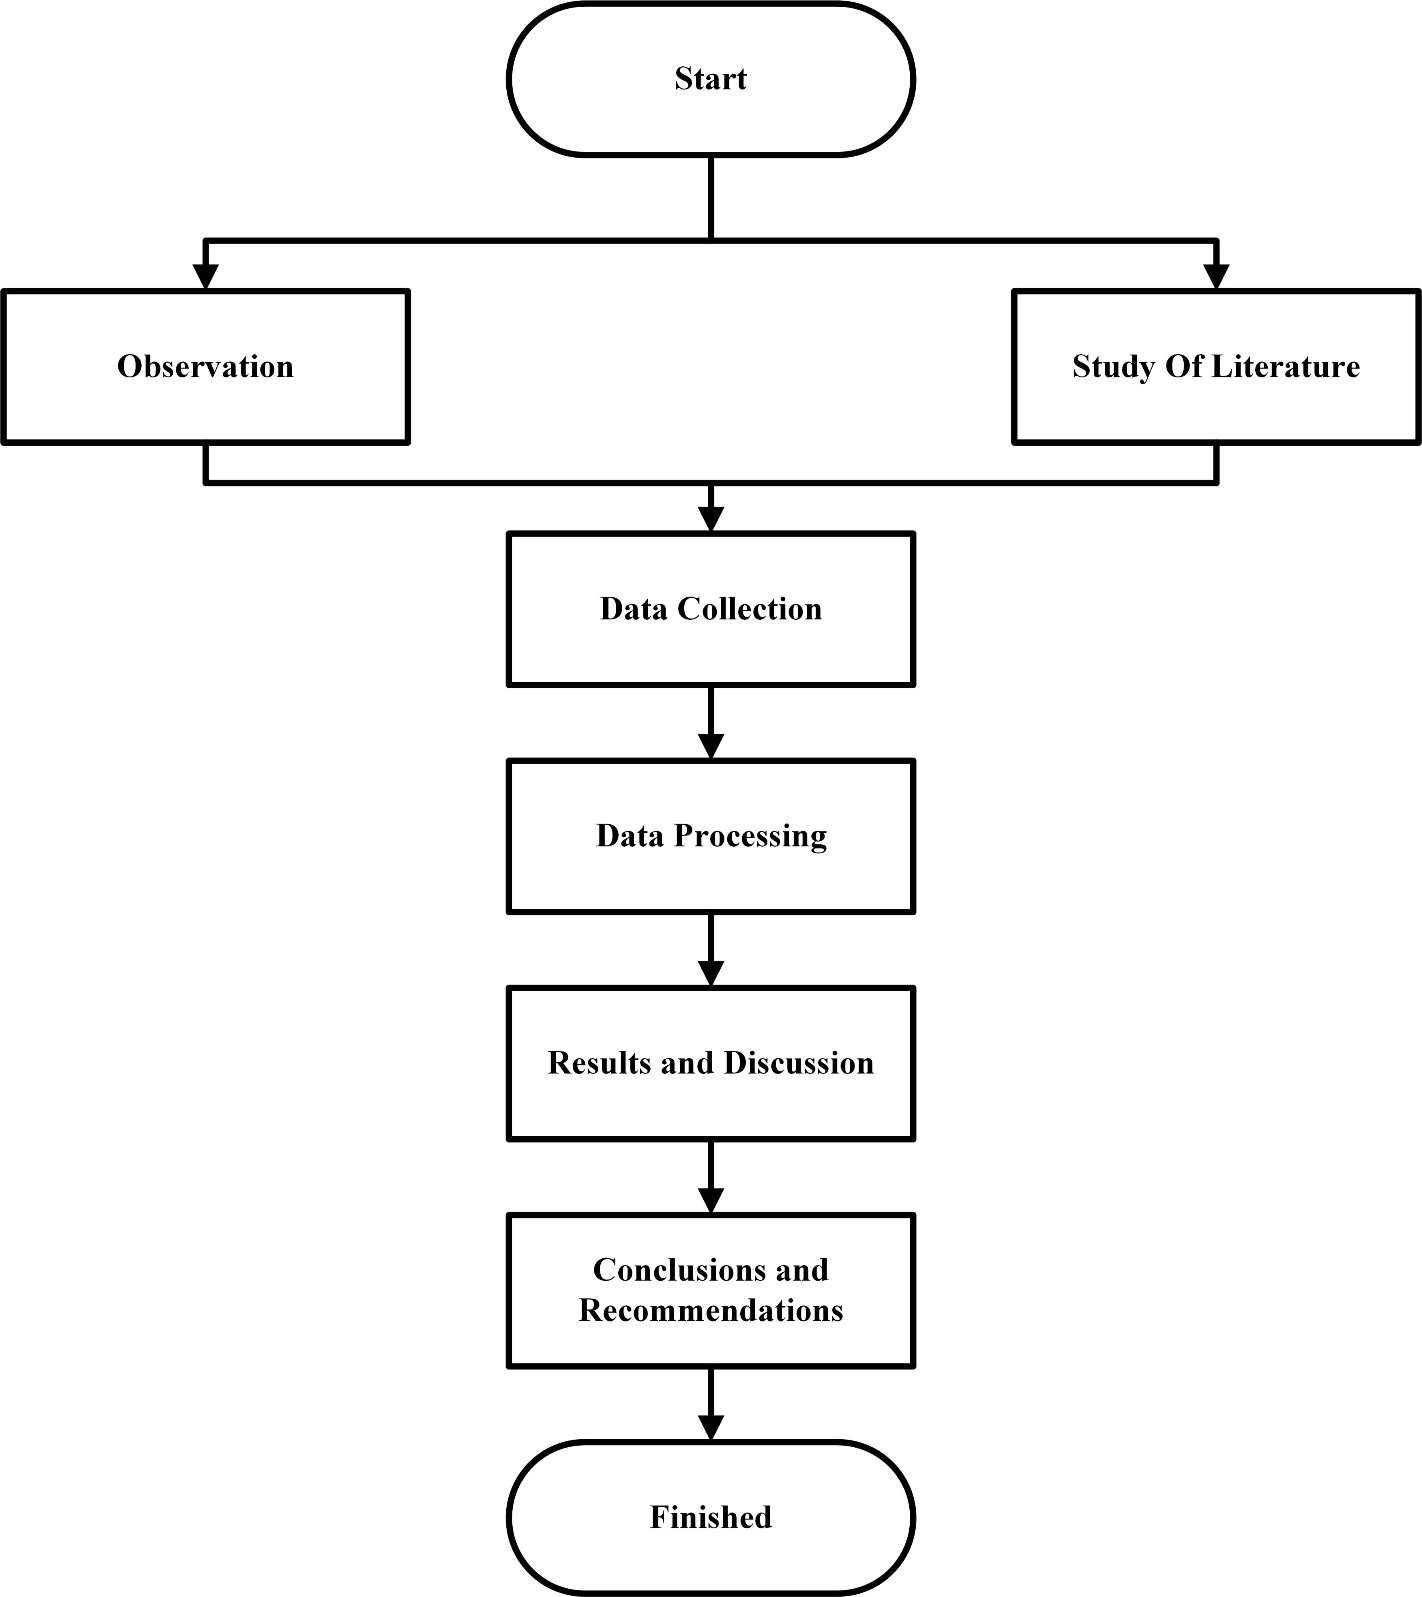 Start
Observation
Study Of Literature
Data Collection
Data Processing
Results and Discussion
Conclusions and
Recommendations
Finished